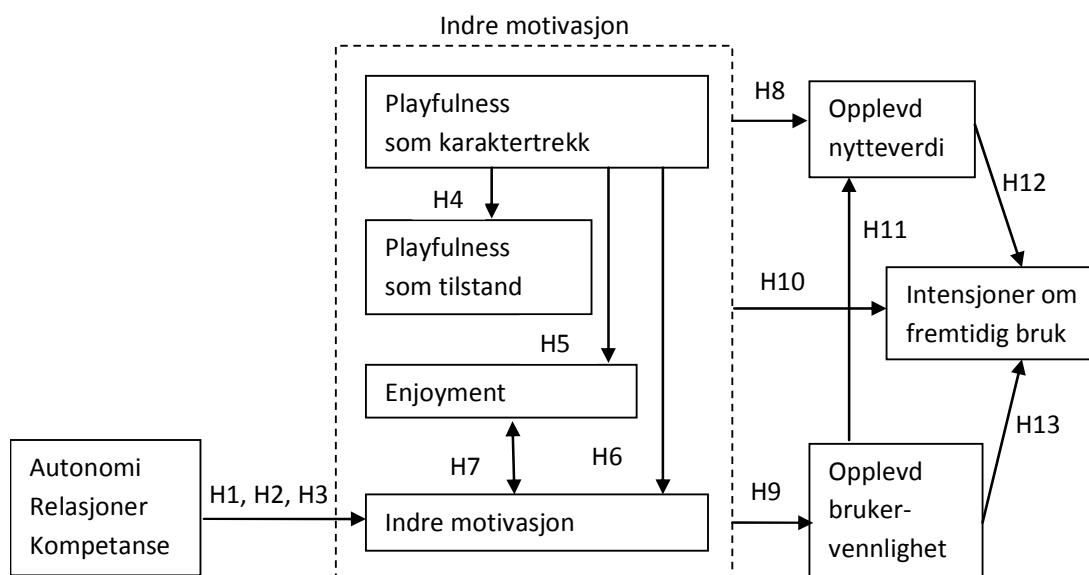 Indre motivasjon
Playfulness
som karaktertrekk
H8
Opplevd
nytteverdi
H4
H12
Playfulness
som tilstand
H11
H10
Intensjoner om
fremtidig bruk
H5
Enjoyment
H13
Autonomi
Relasjoner
Kompetanse
H1, H2, H3
H7
H6
Indre motivasjon
H9
Opplevd
bruker-
vennlighet